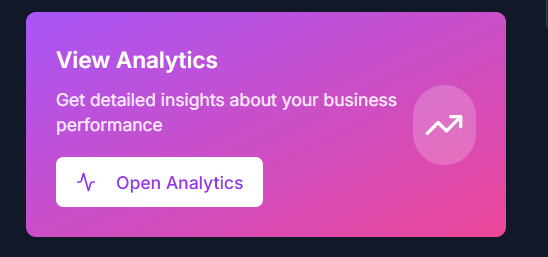 View Analytics
Get detailed insights about your business
performance
Open Analytics